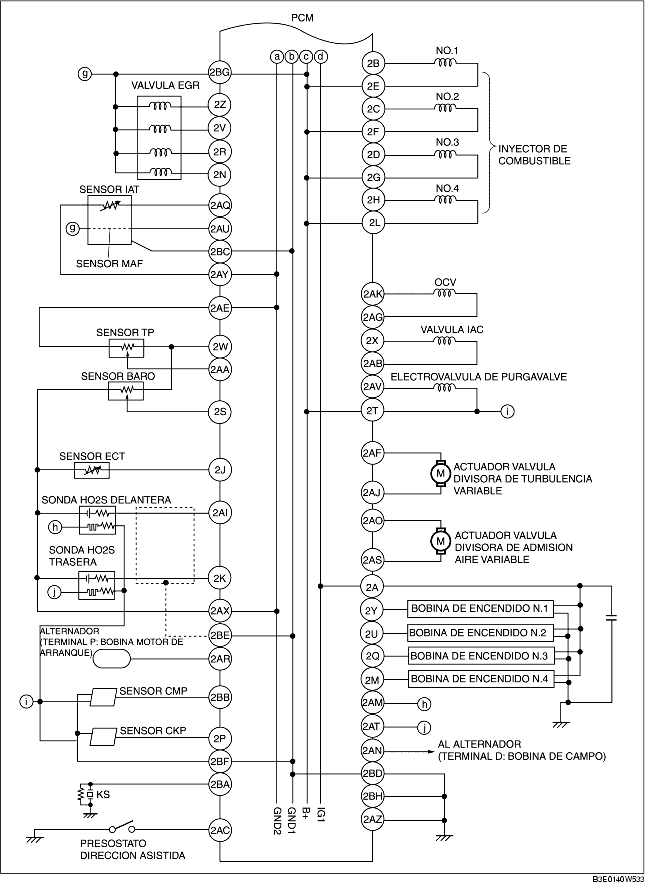 PCM
a b c d
g
2BG
VALVULA EGR
2Z
2V
2R
2N
SENSOR IAT
2AQ
g
2AU
2BC
SENSOR MAF
2AY
2AE
SENSOR TP
2W
2AA
SENSOR BARO
2S
SENSOR ECT
2J
SONDA HO2S DELANTERA
2AI
h
SONDA HO2S
TRASERA
2K
j
2AX
ALTERNADOR
(TERMINAL P: BOBINA MOTOR DE
ARRANQUE)
2BE
2AR
SENSOR CMP
2BB
i
SENSOR CKP
2P
2BF
2BA
KS
2AC
PRESOSTATO
DIRECCION ASISTIDA
GND2
GND1
B+
IG1
2B
NO.1
2E
2C
NO.2
2F
INYECTOR DE
COMBUSTIBLE
2D
NO.3
2G
2H
NO.4
2L
2AK
OCV
2AG
2X
VALVULA IAC
2AB
2AV
ELECTROVALVULA DE PURGAVALVE
2T
i
2AF
M
ACTUADOR VALVULA
DIVISORA DE TURBULENCIA
VARIABLE
2AJ
2AO
M
ACTUADOR VALVULA
DIVISORA DE ADMISION
AIRE VARIABLE
2AS
2A
2Y
BOBINA DE ENCENDIDO N.1
2U
BOBINA DE ENCENDIDO N.2
2Q
BOBINA DE ENCENDIDO N.3
2M
BOBINA DE ENCENDIDO N.4
2AM
h
2AT
j
2AN
AL ALTERNADOR
(TERMINAL D: BOBINA DE CAMPO)
2BD
2BH
2AZ
B3E0140W533